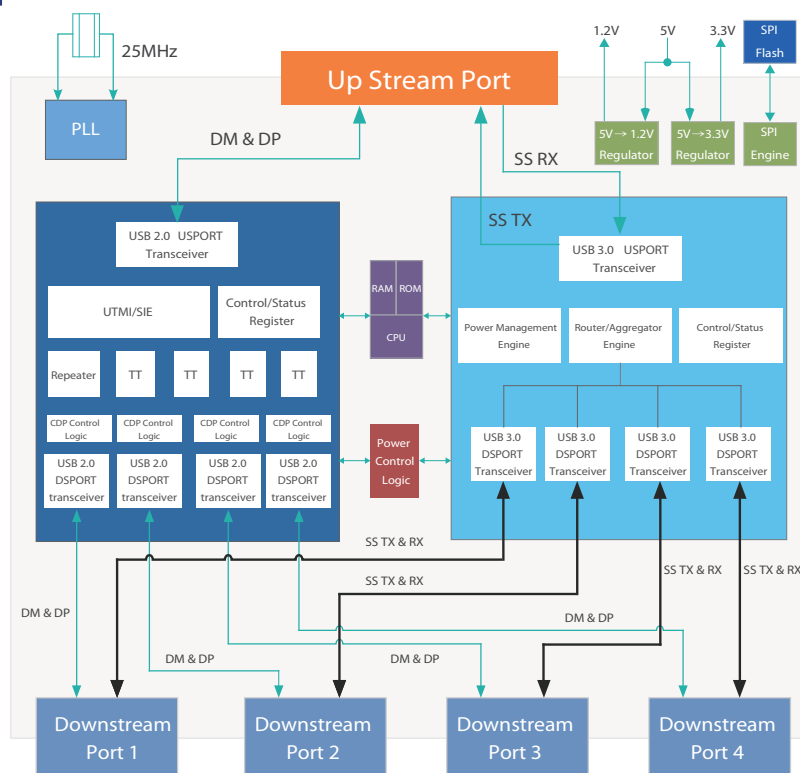 25MHz
PLL
Up Stream Port
1.2V
5V
3.3V
SPI
Flash
5V→1.2V
Regulator
5V→3.3V
Regulator
SPI
Engine
DM & DP
SS RX
SS TX
USB 2.0 USPORT
Transceiver
UTMI/SIE
Control/Status
Register
Repeater
TT
TT
TT
TT
CDP Control
Logic
CDP Control
Logic
CDP Control
Logic
CDP Control
Logic
USB 2.0
DSPORT
transceiver
USB 2.0
DSPORT
transceiver
USB 2.0
DSPORT
transceiver
USB 2.0
DSPORT
transceiver
RAM
ROM
CPU
Power
Control
Logic
USB 3.0 USPORT
Transceiver
Power Management
Engine
Router/Aggregator
Engine
Control/Status
Register
USB 3.0
DSPORT
Transceiver
USB 3.0
DSPORT
Transceiver
USB 3.0
DSPORT
Transceiver
USB 3.0
DSPORT
Transceiver
SS TX & RX
SS TX & RX
SS TX & RX
SS TX & RX
DM & DP
DM & DP
DM & DP
DM & DP
Downstream
Port 1
Downstream
Port 2
Downstream
Port 3
Downstream
Port 4